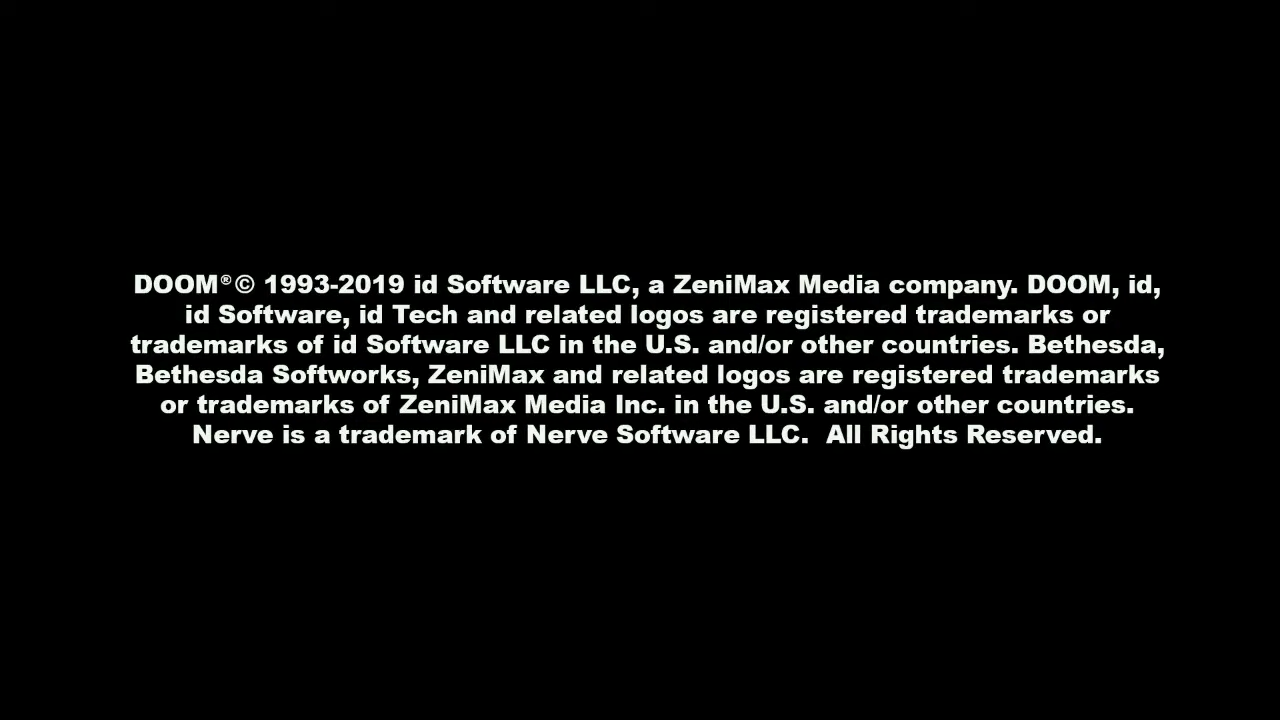 DOOM®© 1993-2019 id Software LLC, a ZeniMax Media company. DOOM, id,
id Software, id Tech and related logos are registered trademarks or
trademarks of id Software LLC in the U.S. and/or other countries. Bethesda,
Bethesda Softworks, ZeniMax and related logos are registered trademarks
or trademarks of ZeniMax Media Inc. in the U.S. and/or other countries.
Nerve is a trademark of Nerve Software LLC.  All Rights Reserved.